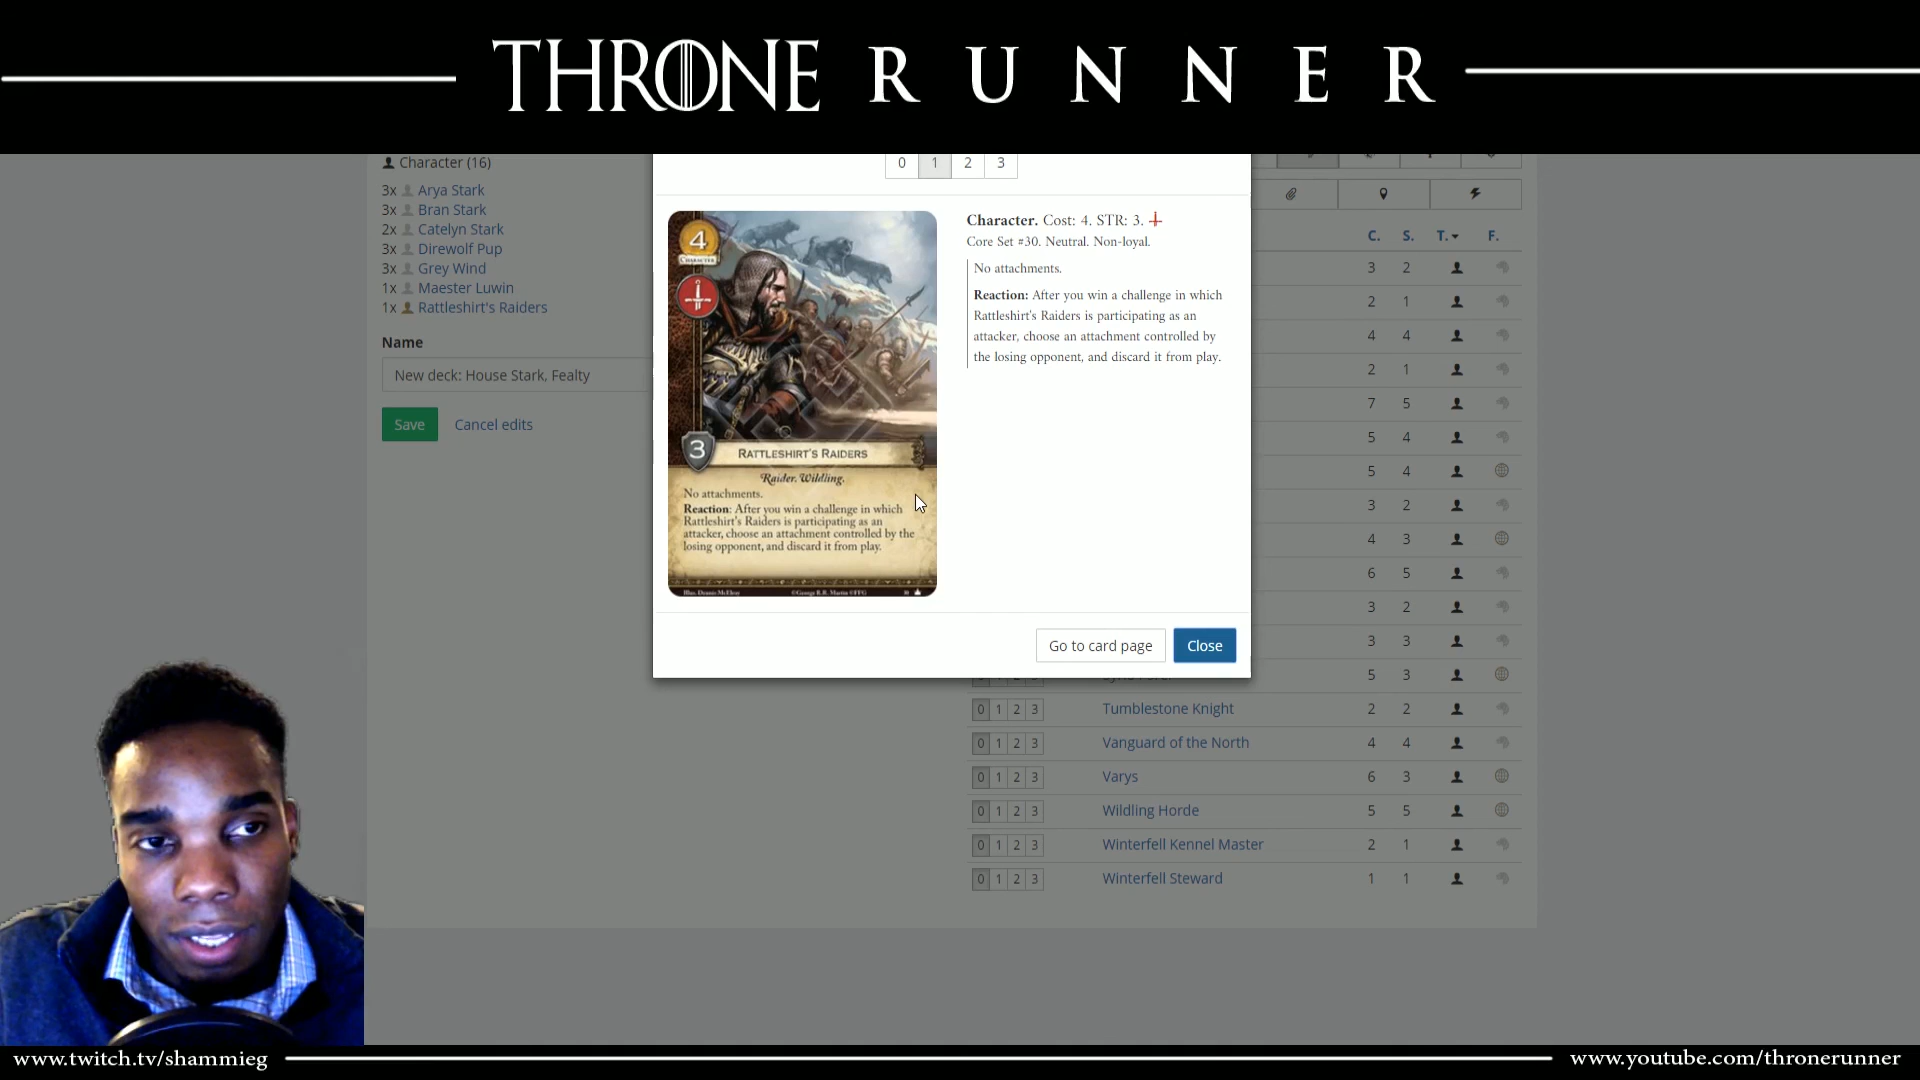 THRONE RUNNER
Character (16)
3x Arya Stark
3x Bran Stark
2x Catelyn Stark
3x Direwolf Pup
3x Grey Wind
1x Maester Luwin
1x Rattleshirt's Raiders
Name
New deck: House Stark, Fealty
Save Cancel edits
0 1 2 3
4
CHARACTER
3
RATTLESHIRT'S RAIDERS
Raider. Wildling.
No attachments.
Reaction: After you win a challenge in which
Rattleshirt's Raiders is participating as an
attacker, choose an attachment controlled by the
losing opponent, and discard it from play.
Illus. Dennis McElroy ©George R.R. Martin ©FFG 30
Character. Cost: 4. STR: 3.
Core Set #30. Neutral. Non-loyal.
No attachments.
Reaction: After you win a challenge in which
Rattleshirt's Raiders is participating as an
attacker, choose an attachment controlled by
the losing opponent, and discard it from play.
Go to card page Close
C. S. T. F.
3 2
2 1
4 4
2 1
7 5
5 4
5 4
3 2
4 3
6 5
3 2
3 3
5 3
0 1 2 3 Tumblestone Knight 2 2
0 1 2 3 Vanguard of the North 4 4
0 1 2 3 Varys 6 3
0 1 2 3 Wildling Horde 5 5
0 1 2 3 Winterfell Kennel Master 2 1
0 1 2 3 Winterfell Steward 1 1
www.twitch.tv/shammieg www.youtube.com/thronerunner